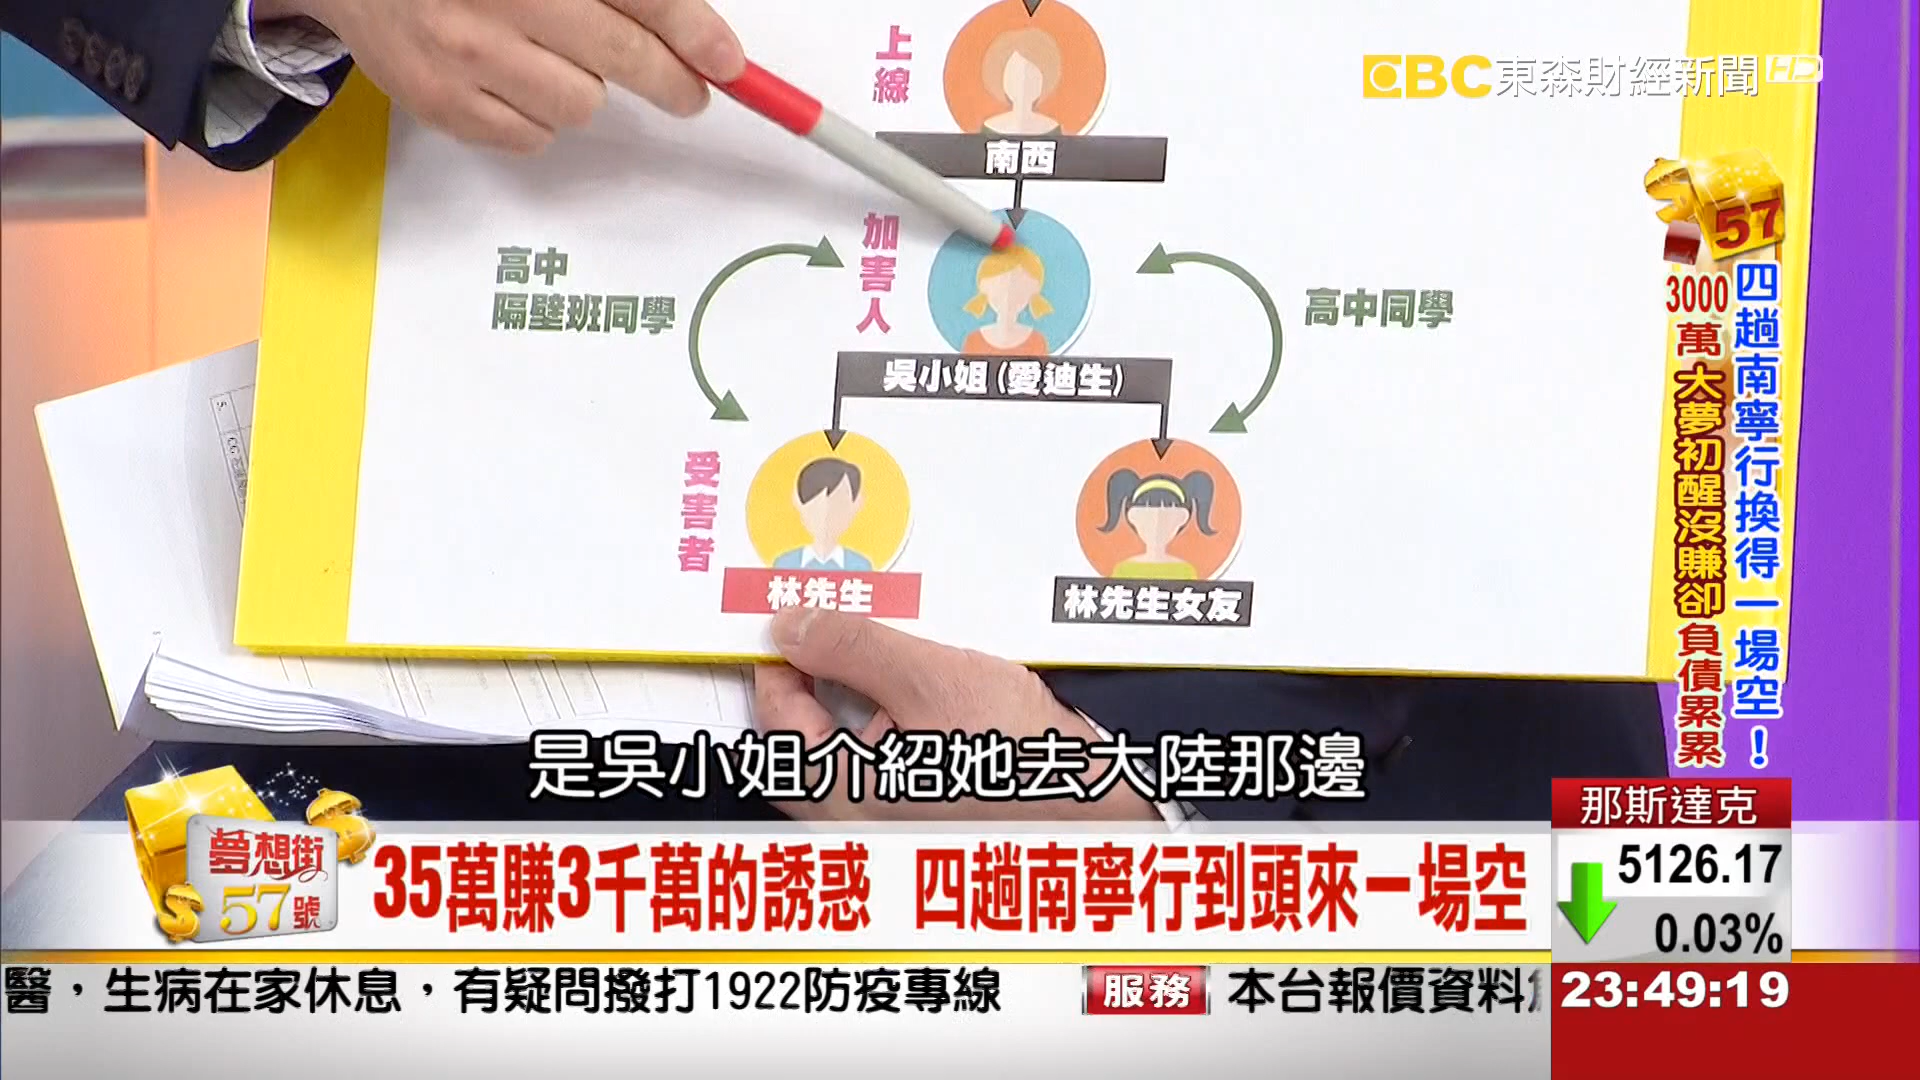 EBC東森財經新聞HD
57
四趟南寧行換得一場空！
3000萬大夢初醒沒賺卻負債累累
上線
南西
加害人
高中
隔壁班同學
高中同學
吳小姐(愛迪生)
受害者
林先生
林先生女友
是吳小姐介紹她去大陸那邊
夢想街
57號
35萬賺3千萬的誘惑 四趟南寧行到頭來一場空
那斯達克
5126.17
0.03%
醫，生病在家休息，有疑問撥打1922防疫專線
服務
本台報價資料
23:49:19